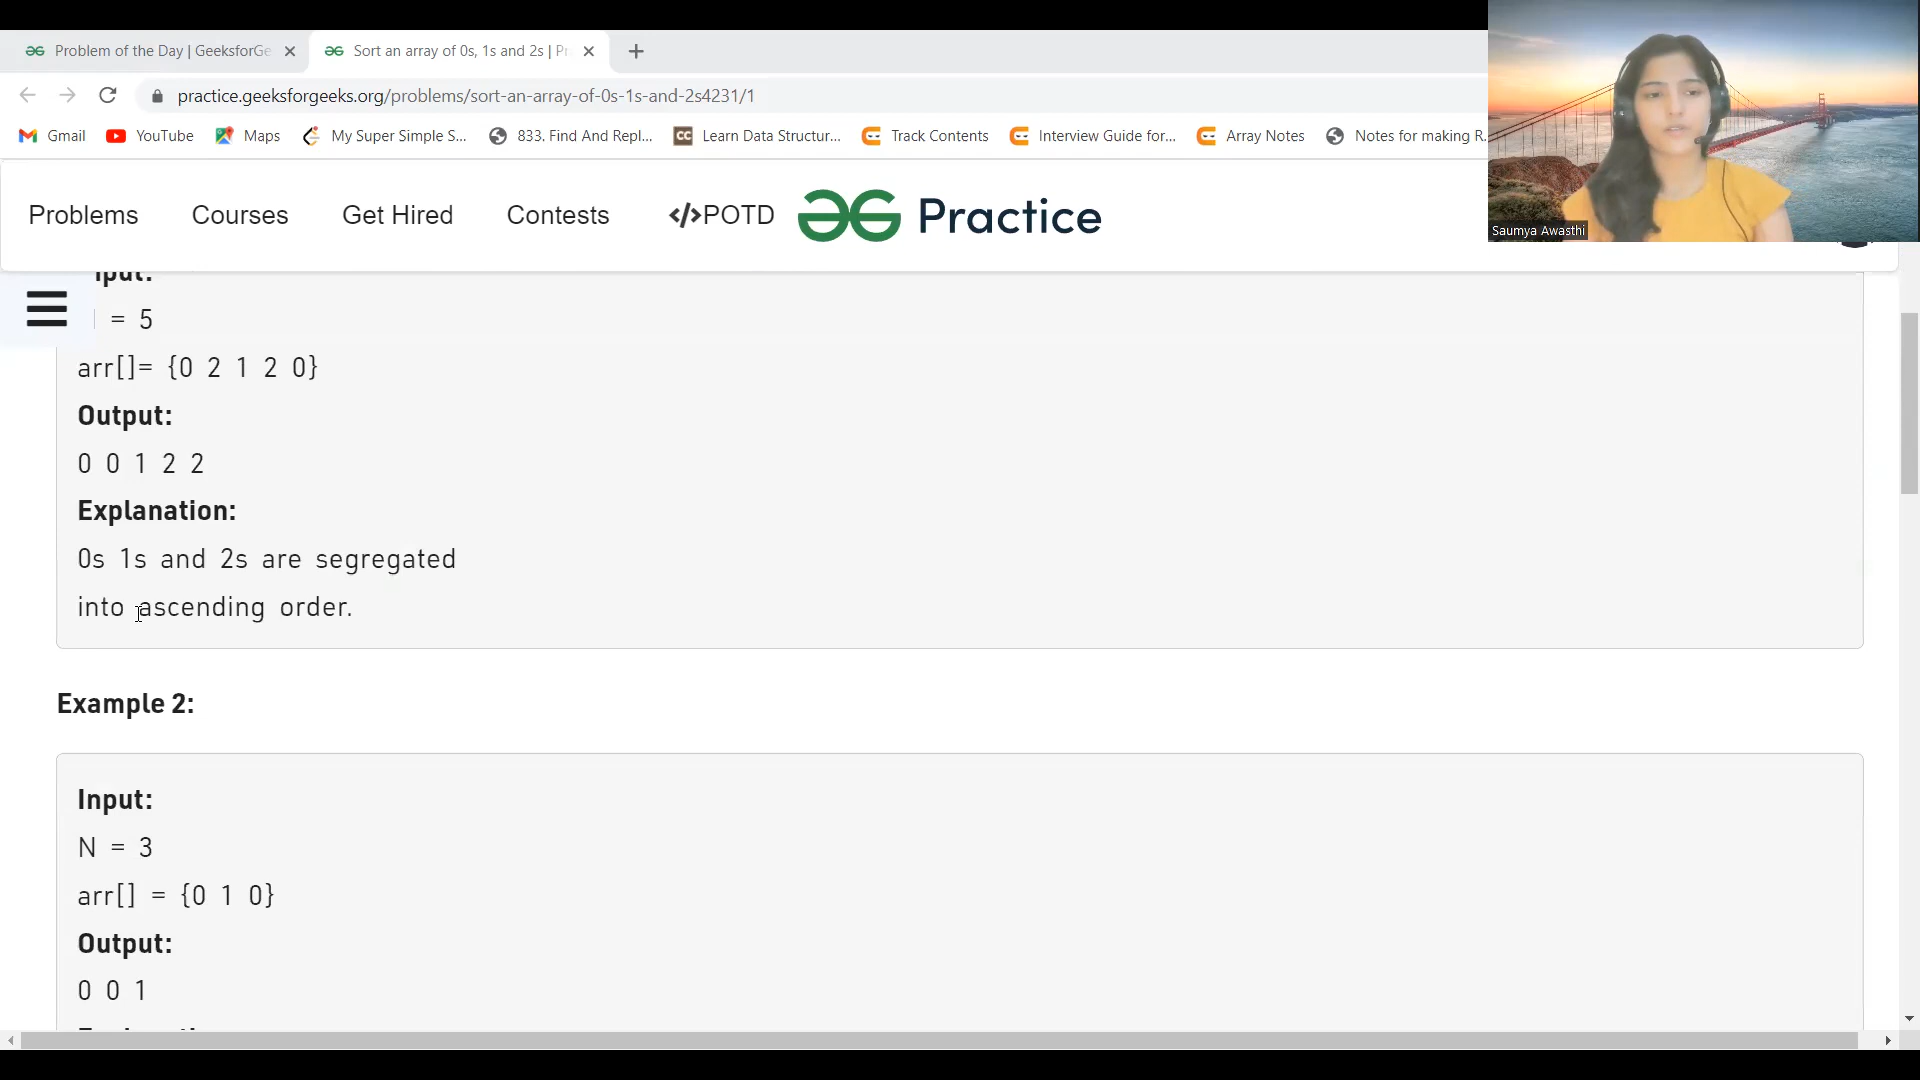 Problem of the Day | GeeksforGe
Sort an array of 0s, 1s and 2s | Pr
practice.geeksforgeeks.org/problems/sort-an-array-of-0s-1s-and-2s4231/1
Gmail
YouTube
Maps
My Super Simple S...
833. Find And Repl...
CC
Learn Data Structur...
Track Contents
Interview Guide for...
Array Notes
Notes for making R...
Problems
Courses
Get Hired
Contests
</>POTD
Practice
Saumya Awasthi
= 5
arr[]= {0 2 1 2 0}
Output:
0 0 1 2 2
Explanation:
0s 1s and 2s are segregated
into ascending order.
Example 2:
Input:
N = 3
arr[] = {0 1 0}
Output:
0 0 1